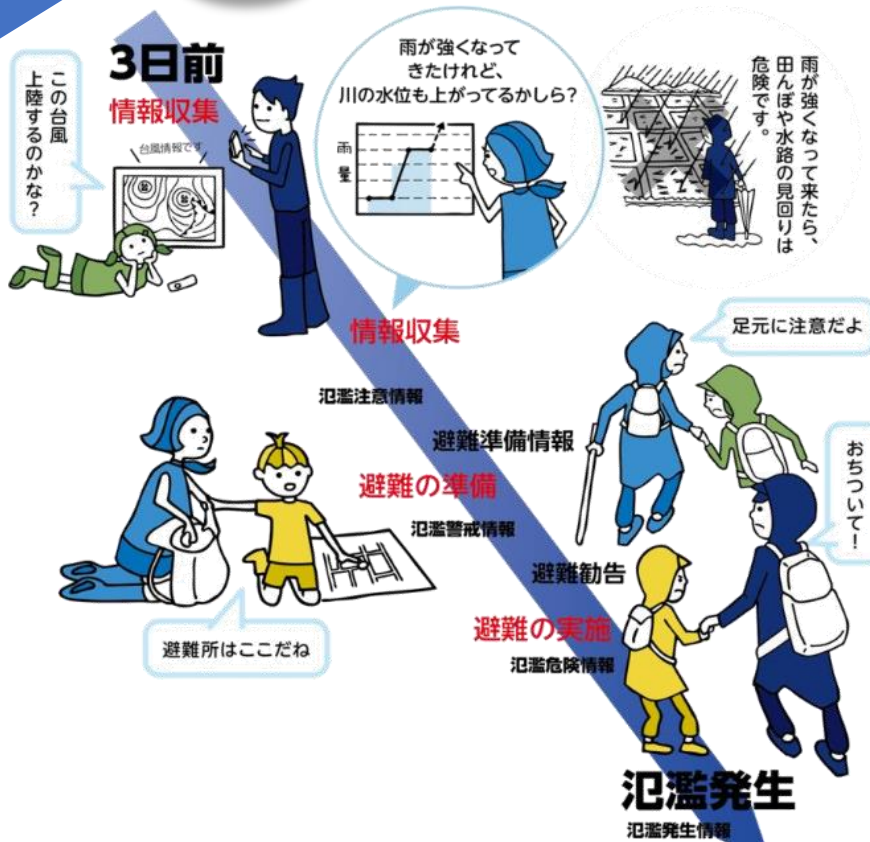 3日前
情報収集
この台風
上陸するのかな？
台風情報です
雨が強くなって
きたけれど、
川の水位も上がってるかしら？
雨
量
雨が強くなって来たら、
田んぼや水路の見回りは
危険です。
情報収集
氾濫注意情報
足元に注意だよ
避難準備情報
避難の準備
氾濫警戒情報
おちついて！
避難勧告
避難所はここだね
避難の実施
氾濫危険情報
氾濫発生
氾濫発生情報